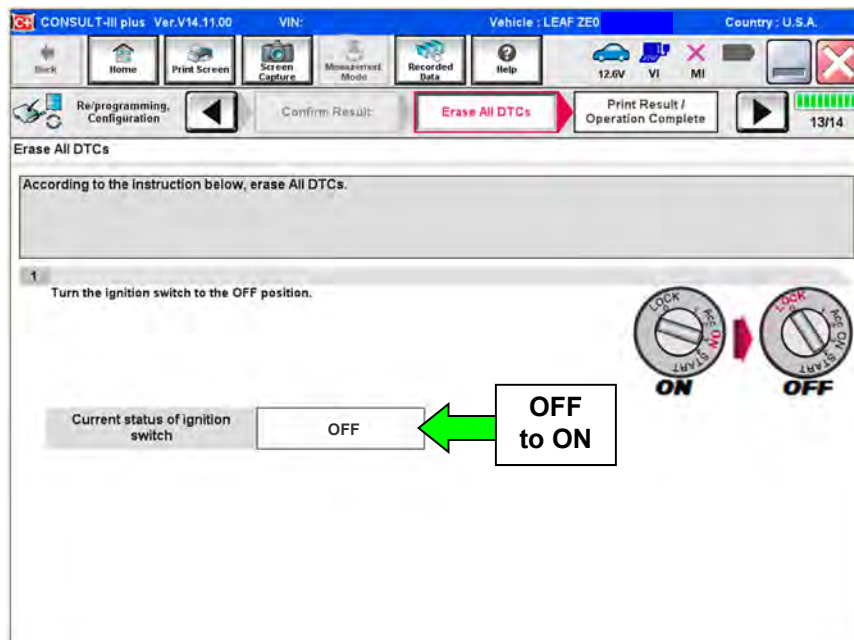 C+ CONSULT-III plus Ver.V14.11.00 VIN: Vehicle : LEAF ZE0 Country : U.S.A.
Back Home Print Screen Screen Capture Measurement Mode Recorded Data Help 12.6V VI MI
Re/programming, Configuration Confirm Result Erase All DTCs Print Result / Operation Complete 13/14
Erase All DTCs
According to the instruction below, erase All DTCs.
1
Turn the ignition switch to the OFF position.
LOCK Acc ON START LOCK Acc ON START
ON OFF
Current status of ignition switch
OFF
OFF
to ON